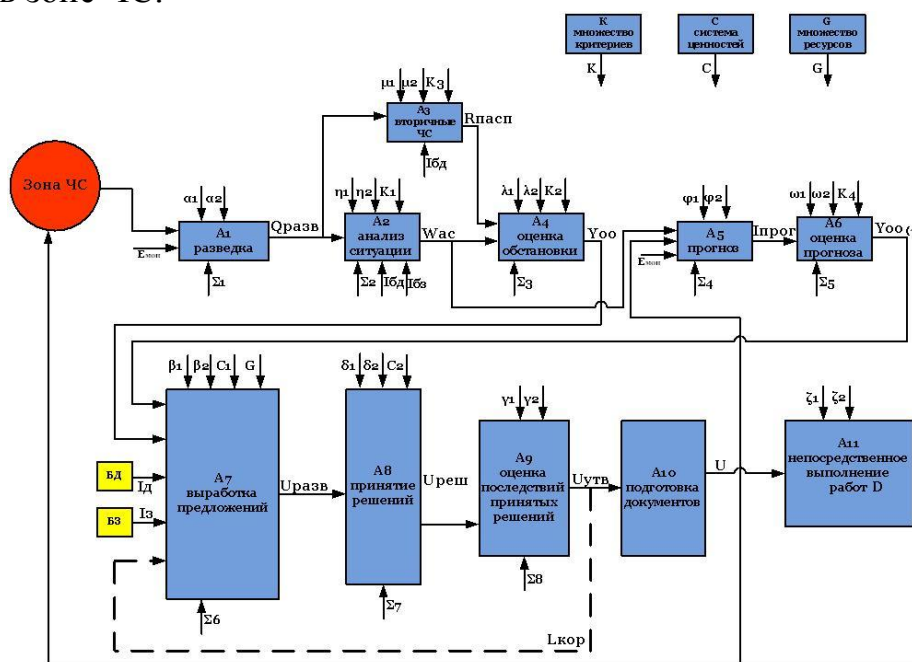 в зоне ЧС.
К
множество
критериев
С
система
ценностей
G
множество
ресурсов
K
C
G
μ1 μ2 K3
A3
вторичные
ЧС
Rпасп
Iбд
Зона ЧС
α1 α2
A1
разведка
Eмон
Σ1
Qразв
η1 η2 K1
A2
анализ
ситуации
Wас
Σ2 Iбд Iбз
λ1 λ2 K2
A4
оценка
обстановки
Yоо
Σ3
φ1 φ2
A5
прогноз
Eмон
Σ4
Iпрог
ω1 ω2 K4
A6
оценка
прогноза
Yоо
Σ5
β1 β2 C1 G
A7
выработка
предложений
БД
Iд
БЗ
Iз
Σ6
Uразв
δ1 δ2 C2
A8
принятие
решений
Σ7
Uреш
γ1 γ2
A9
оценка
последствий
принятых
решений
Σ8
Uутв
A10
подготовка
документов
U
ζ1 ζ2
A11
непосредственное
выполнение
работ D
Lкор